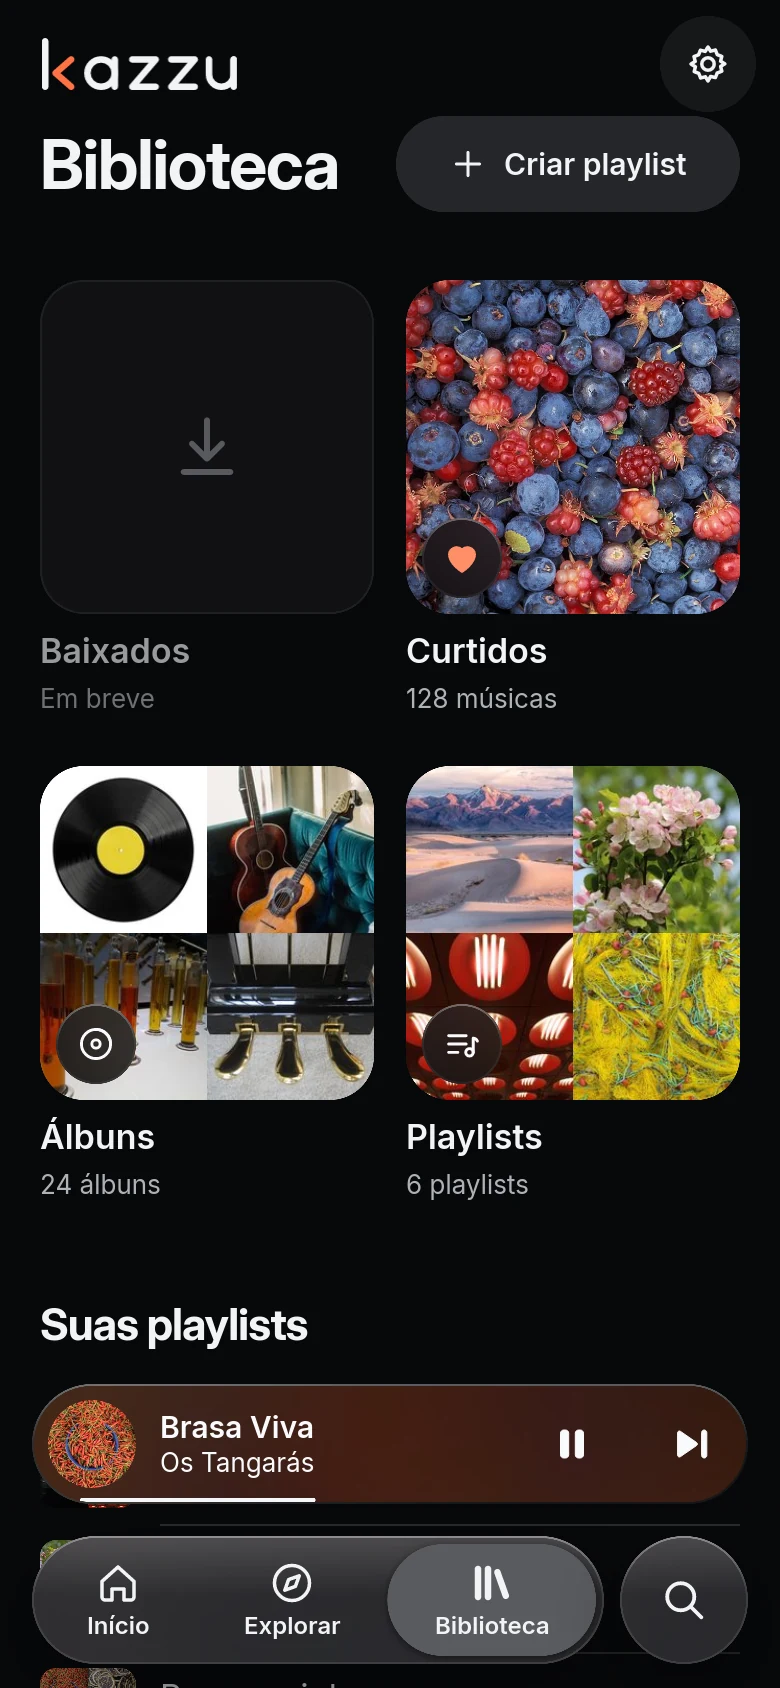 kazzu
Biblioteca
Criar playlist
Baixados
Em breve
Curtidos
128 músicas
Álbuns
24 álbuns
Playlists
6 playlists
Suas playlists
Brasa Viva
Os Tangarás
Início
Explorar
Biblioteca